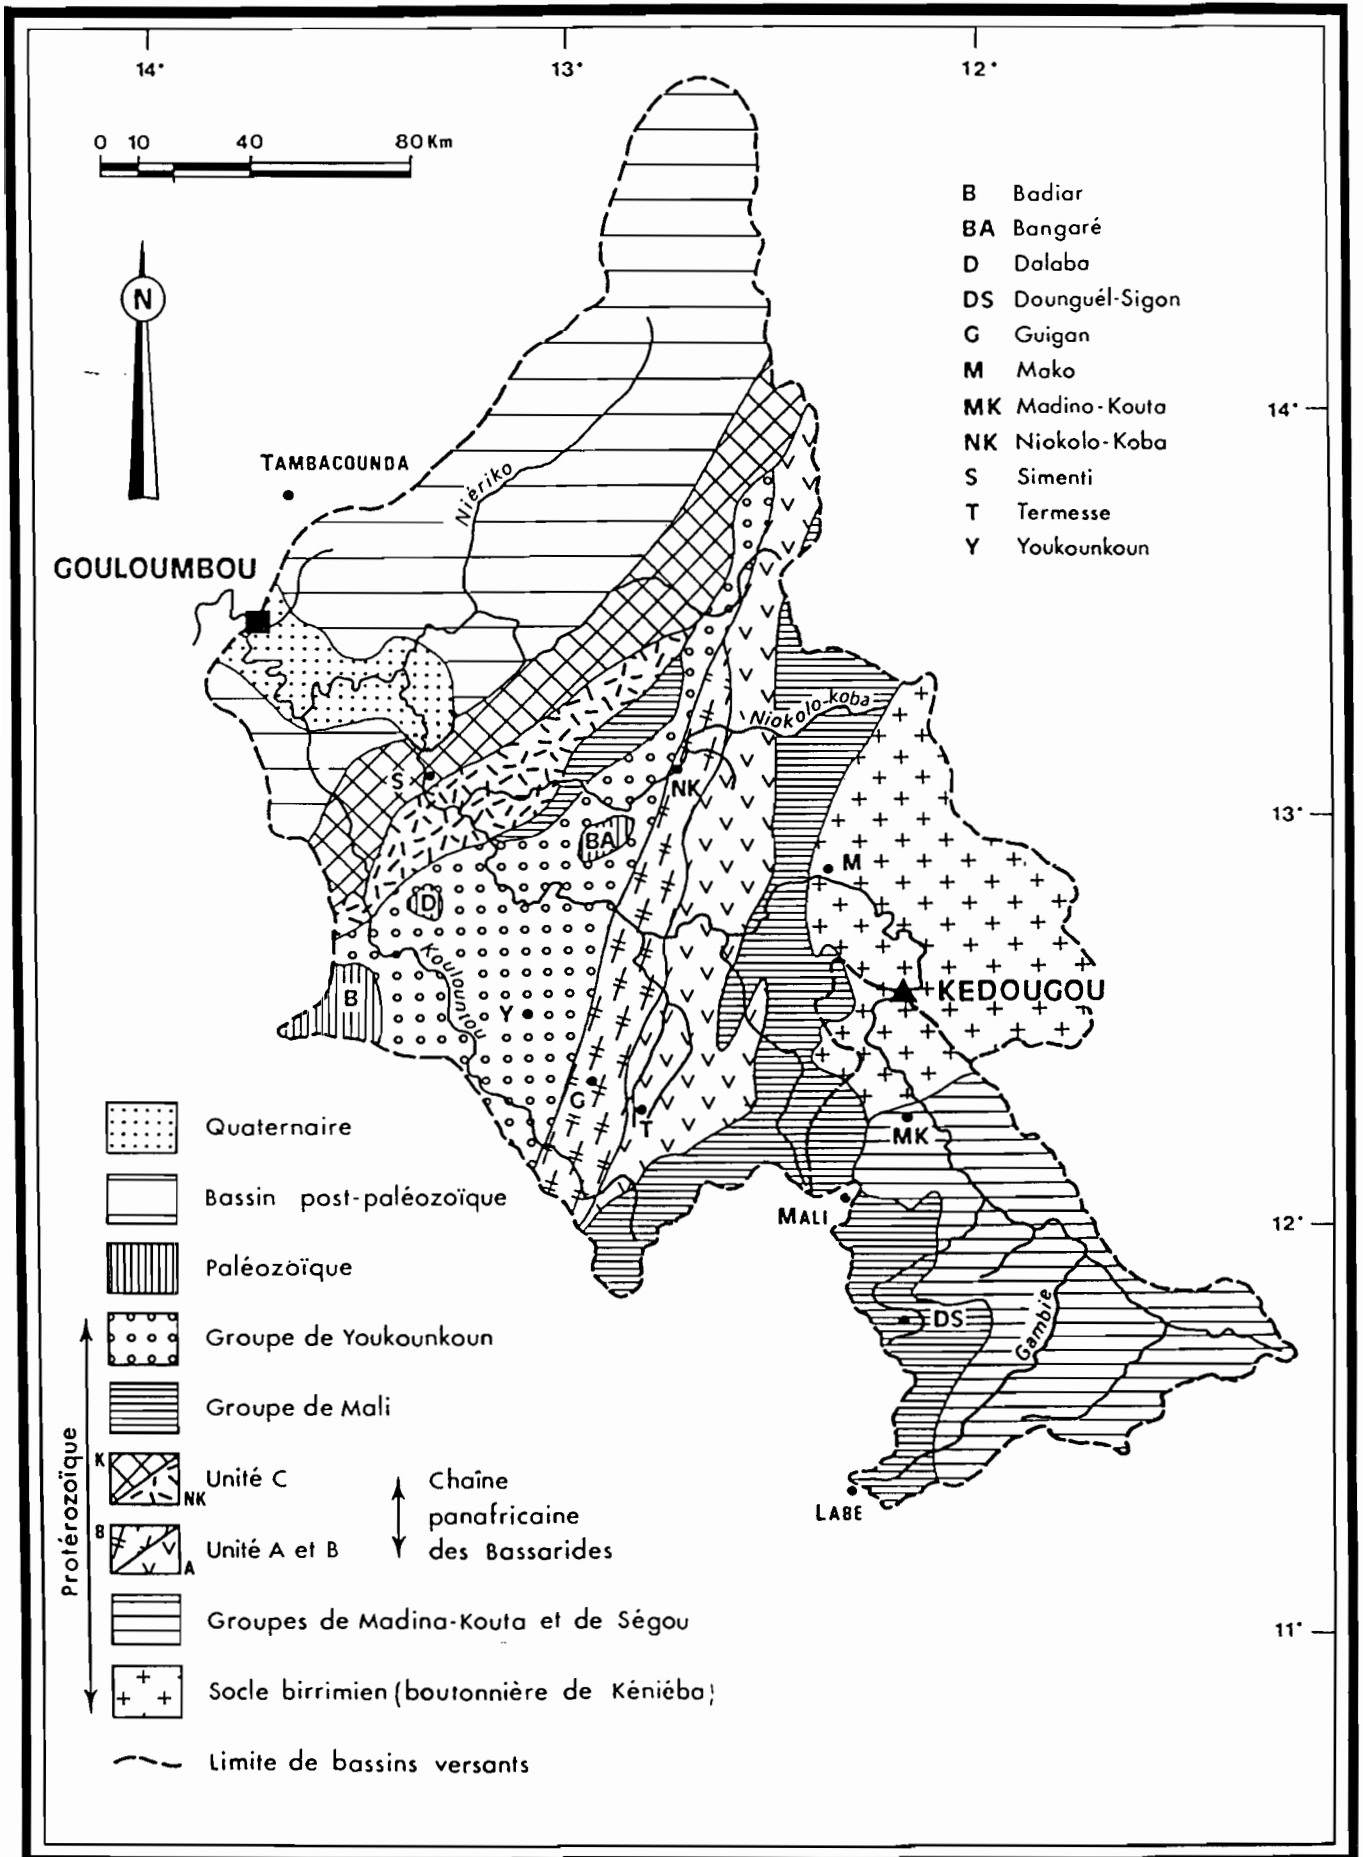 14°
13°
12°
0 10 40 80 Km
N
B Badiar
BA Bangaré
D Dalaba
DS Dounguél-Sigon
G Guigan
M Mako
MK Madino-Kouta
NK Niokolo-Koba
S Simenti
T Termesse
Y Youkounkoun
14°
13°
12°
11°
TAMBACOUNDA
GOULOUMBOU
Niériko
Niokolo-koba
S
NK
BA
M
D
Koulountou
B
Y
KEDOUGOU
G
T
MK
MALI
DS
Gambie
LABE
Quaternaire
Bassin post-paléozoïque
Paléozoïque
Groupe de Youkounkoun
Groupe de Mali
K
NK
Unité C
B
A
Unité A et B
Chaîne
panafricaine
des Bassarides
Groupes de Madina-Kouta et de Ségou
Socle birrimien (boutonnière de Kéniéba)
Limite de bassins versants
Protérozoïque